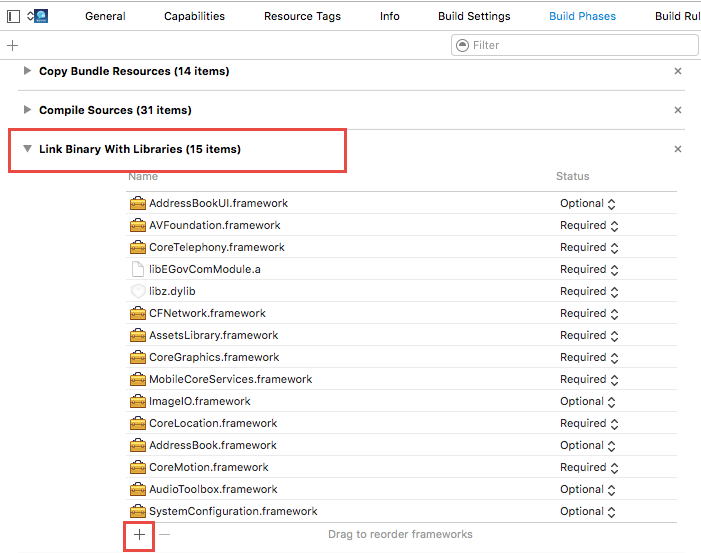 General Capabilities Resource Tags Info Build Settings Build Phases Build Rul
Filter
Copy Bundle Resources (14 items)
Compile Sources (31 items)
Link Binary With Libraries (15 items)
Name Status
AddressBookUI.framework Optional
AVFoundation.framework Required
CoreTelephony.framework Required
libEGovComModule.a Required
libz.dylib Required
CFNetwork.framework Required
AssetsLibrary.framework Required
CoreGraphics.framework Required
MobileCoreServices.framework Required
ImageIO.framework Optional
CoreLocation.framework Required
AddressBook.framework Optional
CoreMotion.framework Required
AudioToolbox.framework Optional
SystemConfiguration.framework Optional
Drag to reorder frameworks